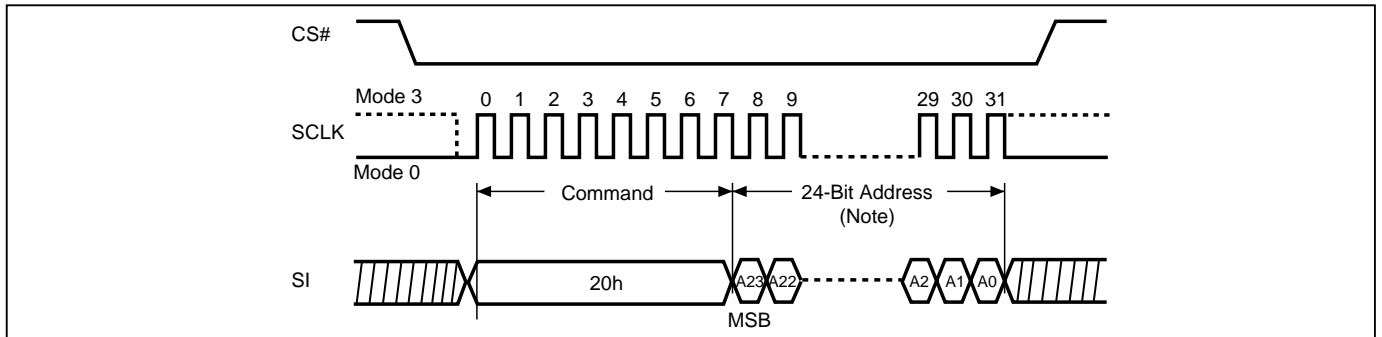 CS#
Mode 3
0 1 2 3 4 5 6 7 8 9 29 30 31
SCLK
Mode 0
Command 24-Bit Address
(Note)
SI 20h A23 A22 A2 A1 A0
MSB